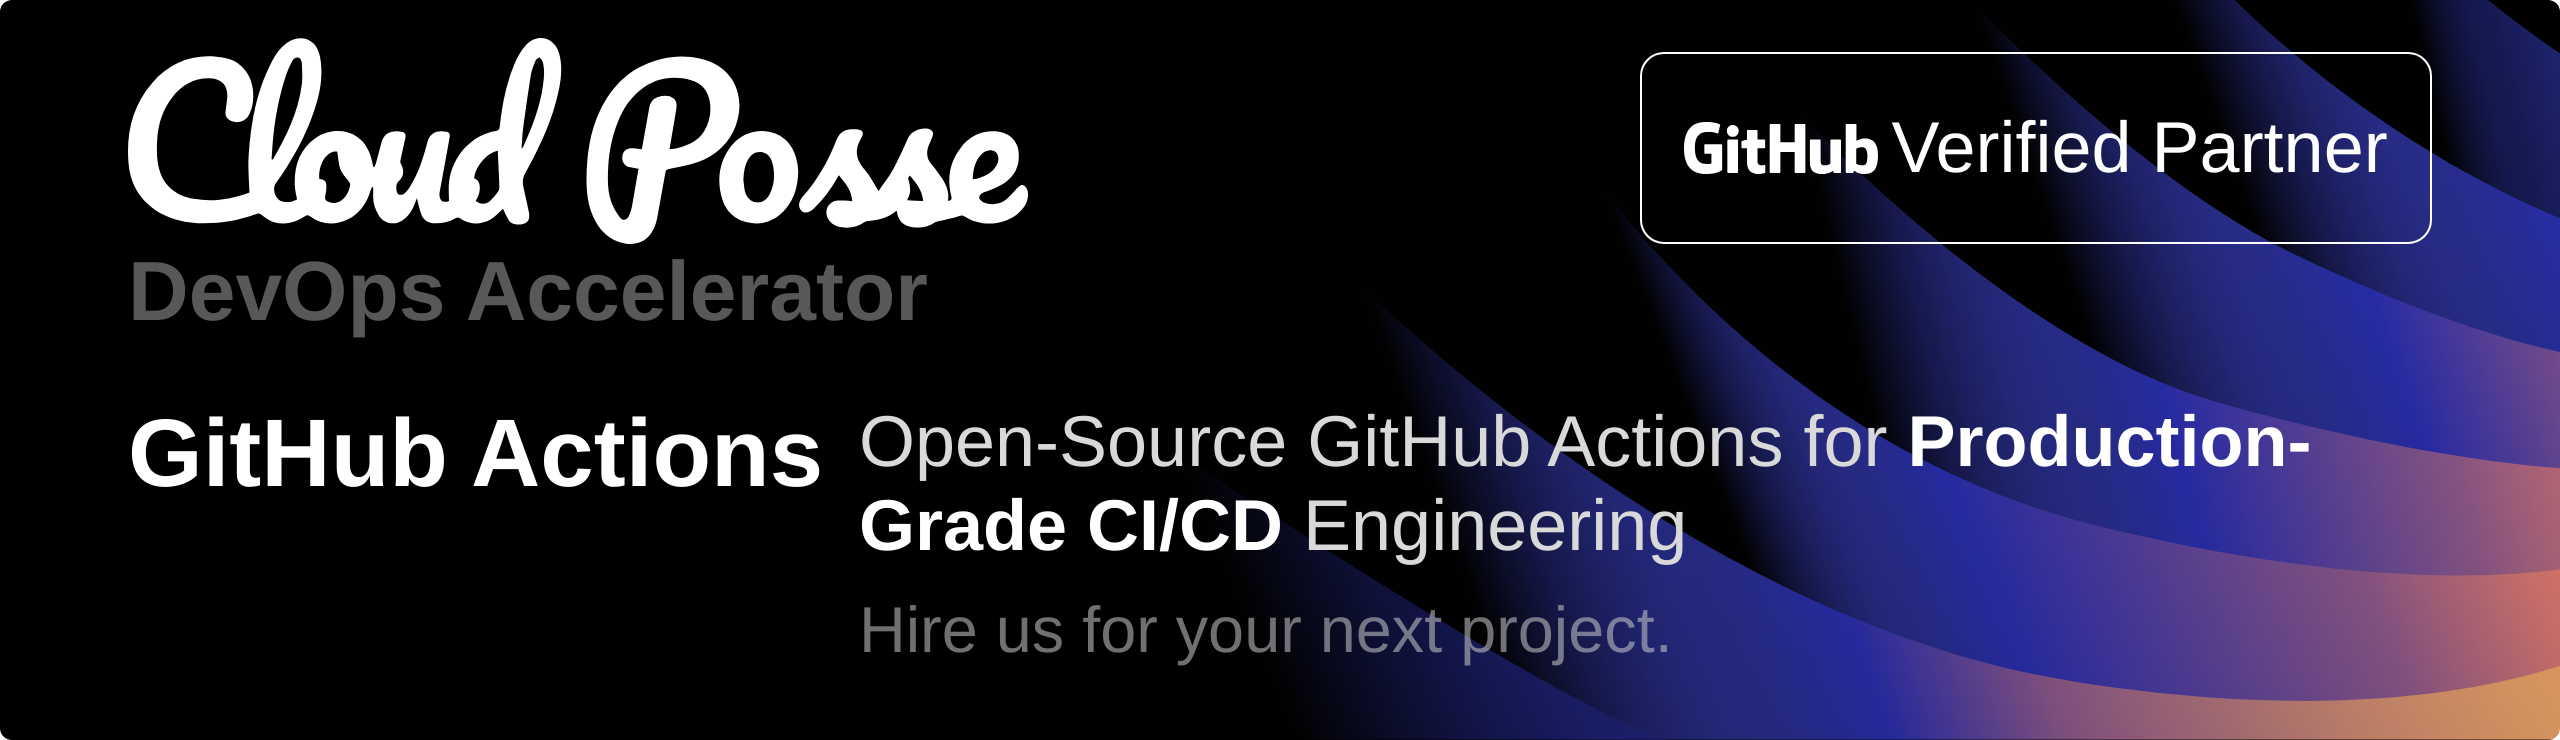 Cloud Posse
DevOps Accelerator
GitHub Verified Partner
GitHub Actions
Open-Source GitHub Actions for Production-
Grade CI/CD Engineering
Hire us for your next project.